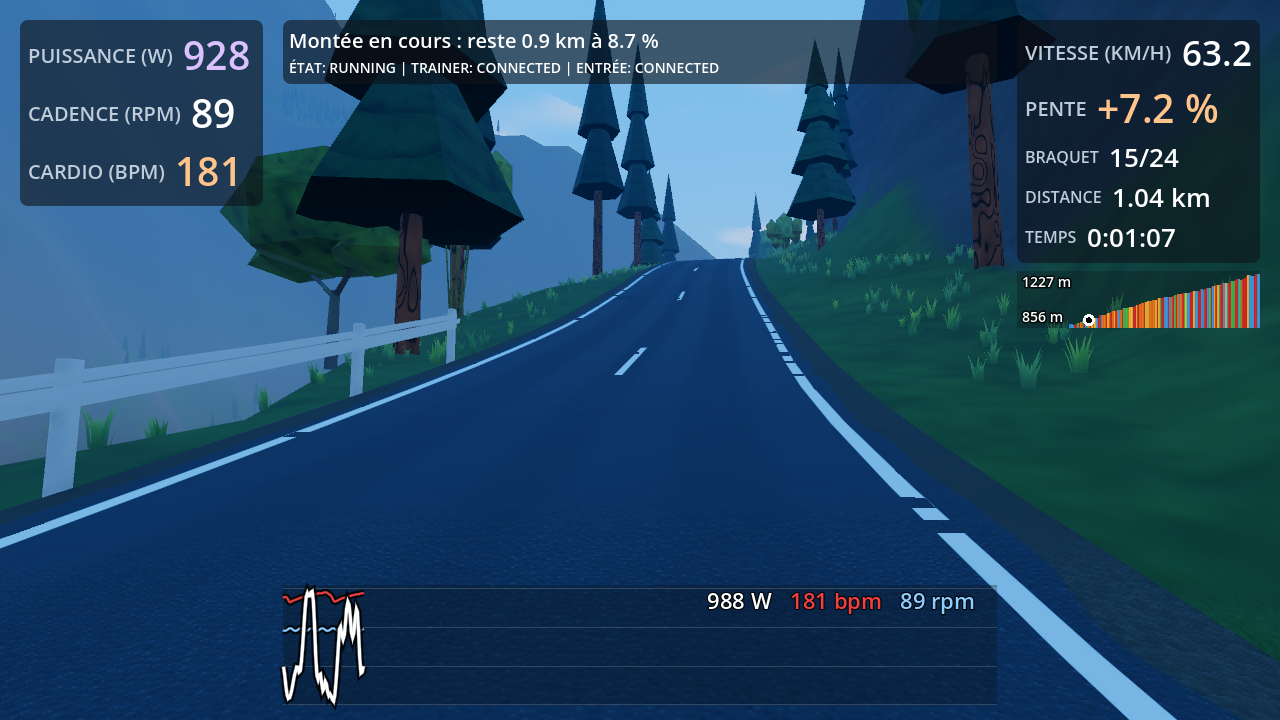 PUISSANCE (W) 928
CADENCE (RPM) 89
CARDIO (BPM) 181
Montée en cours : reste 0.9 km à 8.7 %
ÉTAT: RUNNING | TRAINER: CONNECTED | ENTRÉE: CONNECTED
VITESSE (KM/H) 63.2
PENTE +7.2 %
BRAQUET 15/24
DISTANCE 1.04 km
TEMPS 0:01:07
1227 m
856 m
988 W 181 bpm 89 rpm